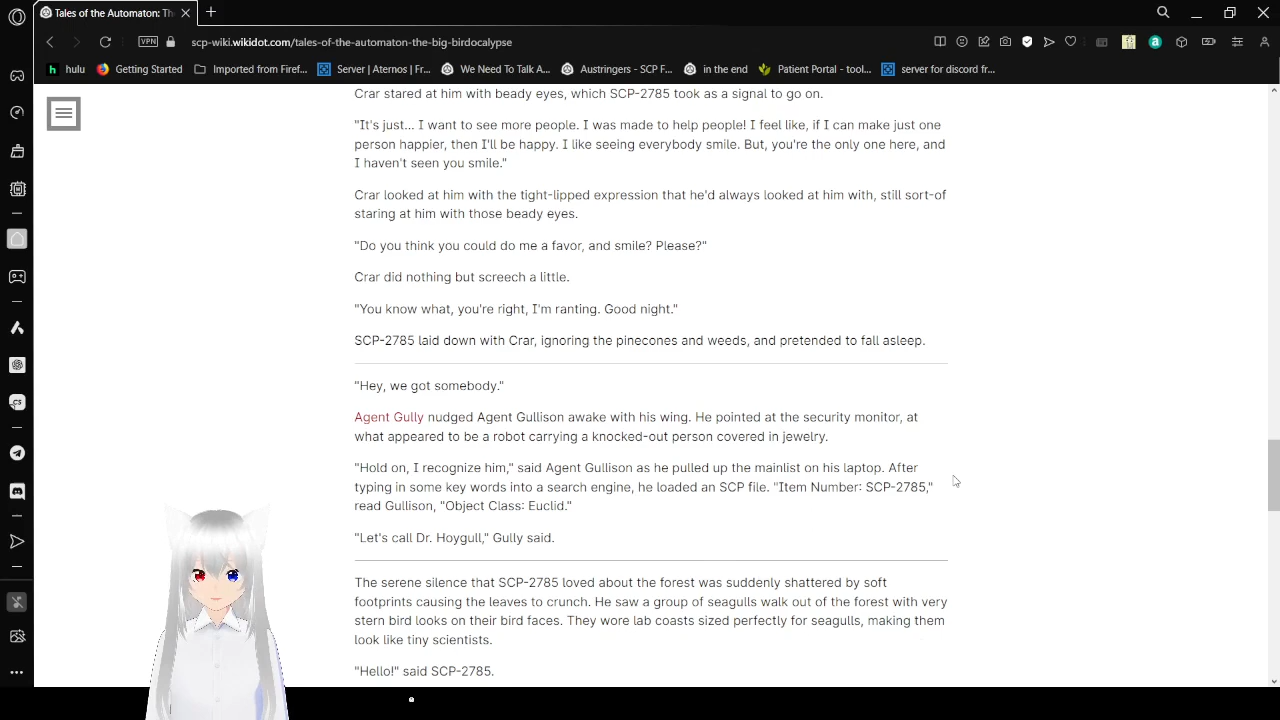 Tales of the Automaton: Th
scp-wiki.wikidot.com/tales-of-the-automaton-the-big-birdocalypse
VPN
hulu
Getting Started
Imported from Firef...
Server | Aternos | Fr...
We Need To Talk A...
Austringers - SCP F...
in the end
Patient Portal - tool...
server for discord fr...
Crar stared at him with beady eyes, which SCP-2785 took as a signal to go on.
"It's just... I want to see more people. I was made to help people! I feel like, if I can make just one
person happier, then I'll be happy. I like seeing everybody smile. But, you're the only one here, and
I haven't seen you smile."
Crar looked at him with the tight-lipped expression that he'd always looked at him with, still sort-of
staring at him with those beady eyes.
"Do you think you could do me a favor, and smile? Please?"
Crar did nothing but screech a little.
"You know what, you're right, I'm ranting. Good night."
SCP-2785 laid down with Crar, ignoring the pinecones and weeds, and pretended to fall asleep.
"Hey, we got somebody."
Agent Gully nudged Agent Gullison awake with his wing. He pointed at the security monitor, at
what appeared to be a robot carrying a knocked-out person covered in jewelry.
"Hold on, I recognize him," said Agent Gullison as he pulled up the mainlist on his laptop. After
typing in some key words into a search engine, he loaded an SCP file. "Item Number: SCP-2785,"
read Gullison, "Object Class: Euclid."
"Let's call Dr. Hoygull," Gully said.
The serene silence that SCP-2785 loved about the forest was suddenly shattered by soft
footprints causing the leaves to crunch. He saw a group of seagulls walk out of the forest with very
stern bird looks on their bird faces. They wore lab coasts sized perfectly for seagulls, making them
look like tiny scientists.
"Hello!" said SCP-2785.